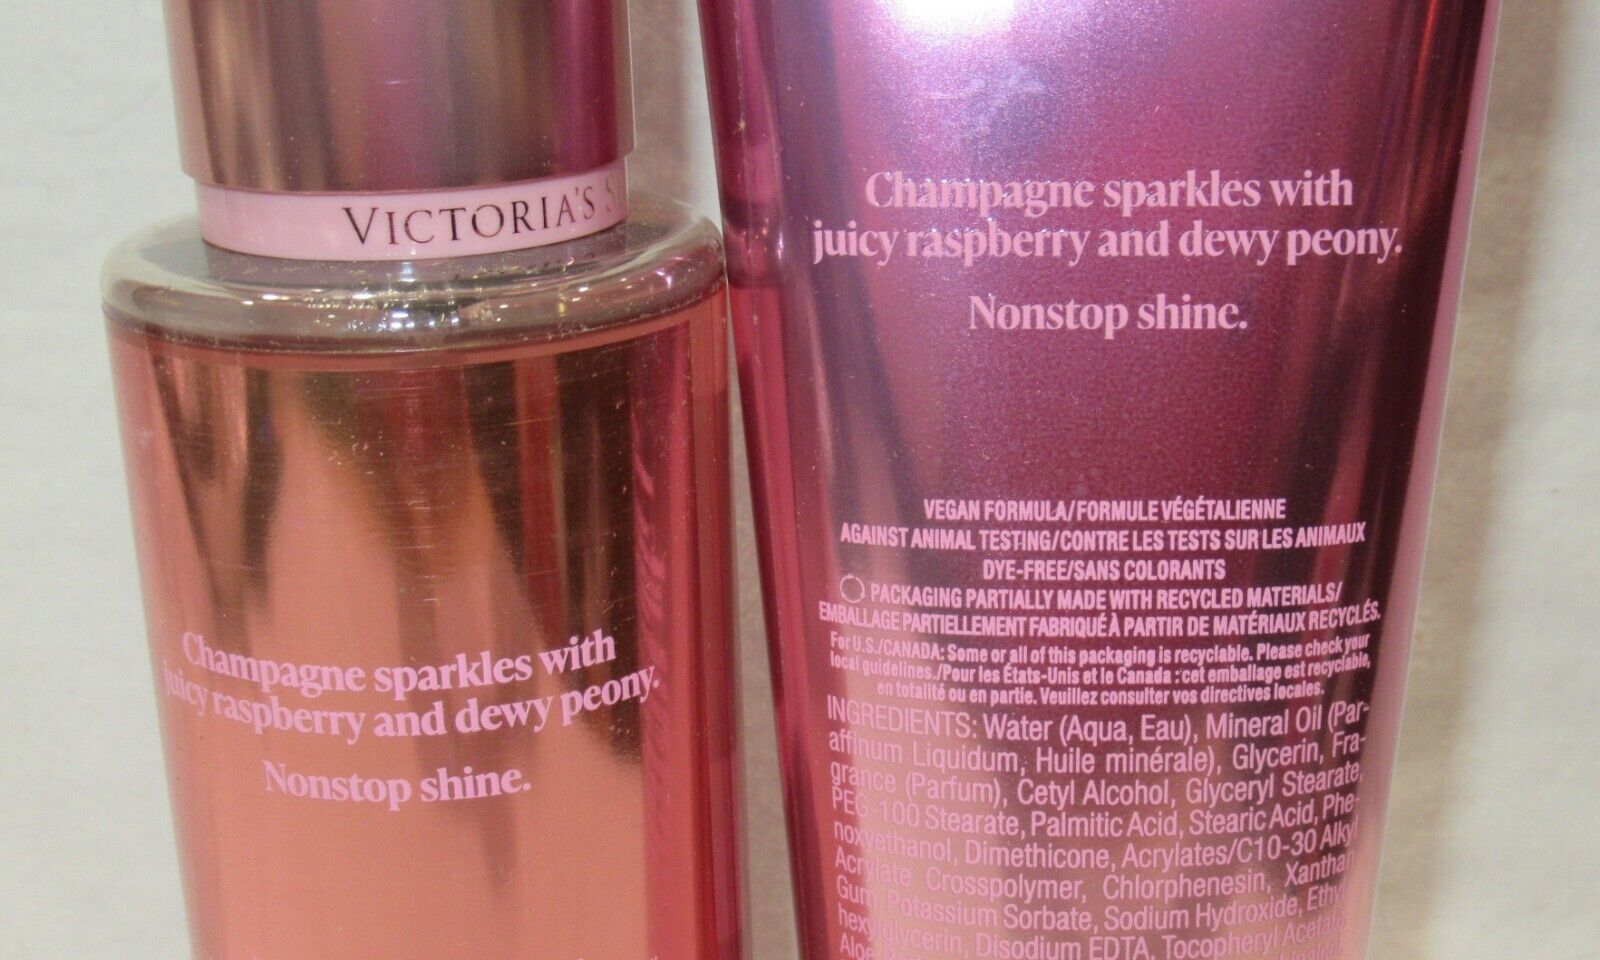 VICTORIA'S S
Champagne sparkles with
juicy raspberry and dewy peony.
Nonstop shine.
Champagne sparkles with
juicy raspberry and dewy peony.
Nonstop shine.
VEGAN FORMULA/FORMULE VÉGÉTALIENNE
AGAINST ANIMAL TESTING/CONTRE LES TESTS SUR LES ANIMAUX
DYE-FREE/SANS COLORANTS
PACKAGING PARTIALLY MADE WITH RECYCLED MATERIALS/
EMBALLAGE PARTIELLEMENT FABRIQUÉ À PARTIR DE MATÉRIAUX RECYCLÉS.
For U.S./CANADA: Some or all of this packaging is recyclable. Please check your
local guidelines./Pour les États-Unis et le Canada : cet emballage est recyclable,
en totalité ou en partie. Veuillez consulter vos directives locales.
INGREDIENTS: Water (Aqua, Eau), Mineral Oil (Par-
affinum Liquidum, Huile minérale), Glycerin, Fra-
grance (Parfum), Cetyl Alcohol, Glyceryl Stearate,
PEG-100 Stearate, Palmitic Acid, Stearic Acid, Phe-
noxyethanol, Dimethicone, Acrylates/C10-30 Alkyl
Acrylate Crosspolymer, Chlorphenesin, Xanthan
Gum, Potassium Sorbate, Sodium Hydroxide, Ethyl-
hexylglycerin, Disodium EDTA, Tocopheryl Acetate,
Aloe